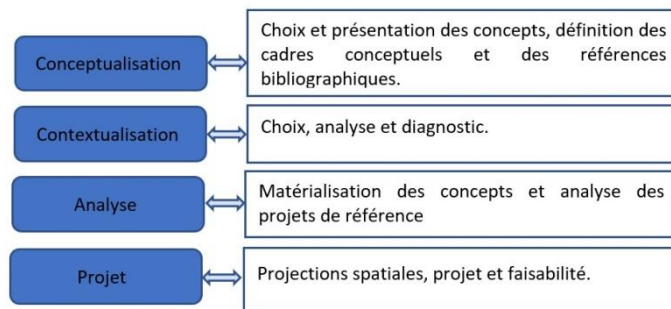 Conceptualisation
Choix et présentation des concepts, définition des
cadres conceptuels et des références
bibliographiques.
Contextualisation
Choix, analyse et diagnostic.
Analyse
Matérialisation des concepts et analyse des
projets de référence
Projet
Projections spatiales, projet et faisabilité.